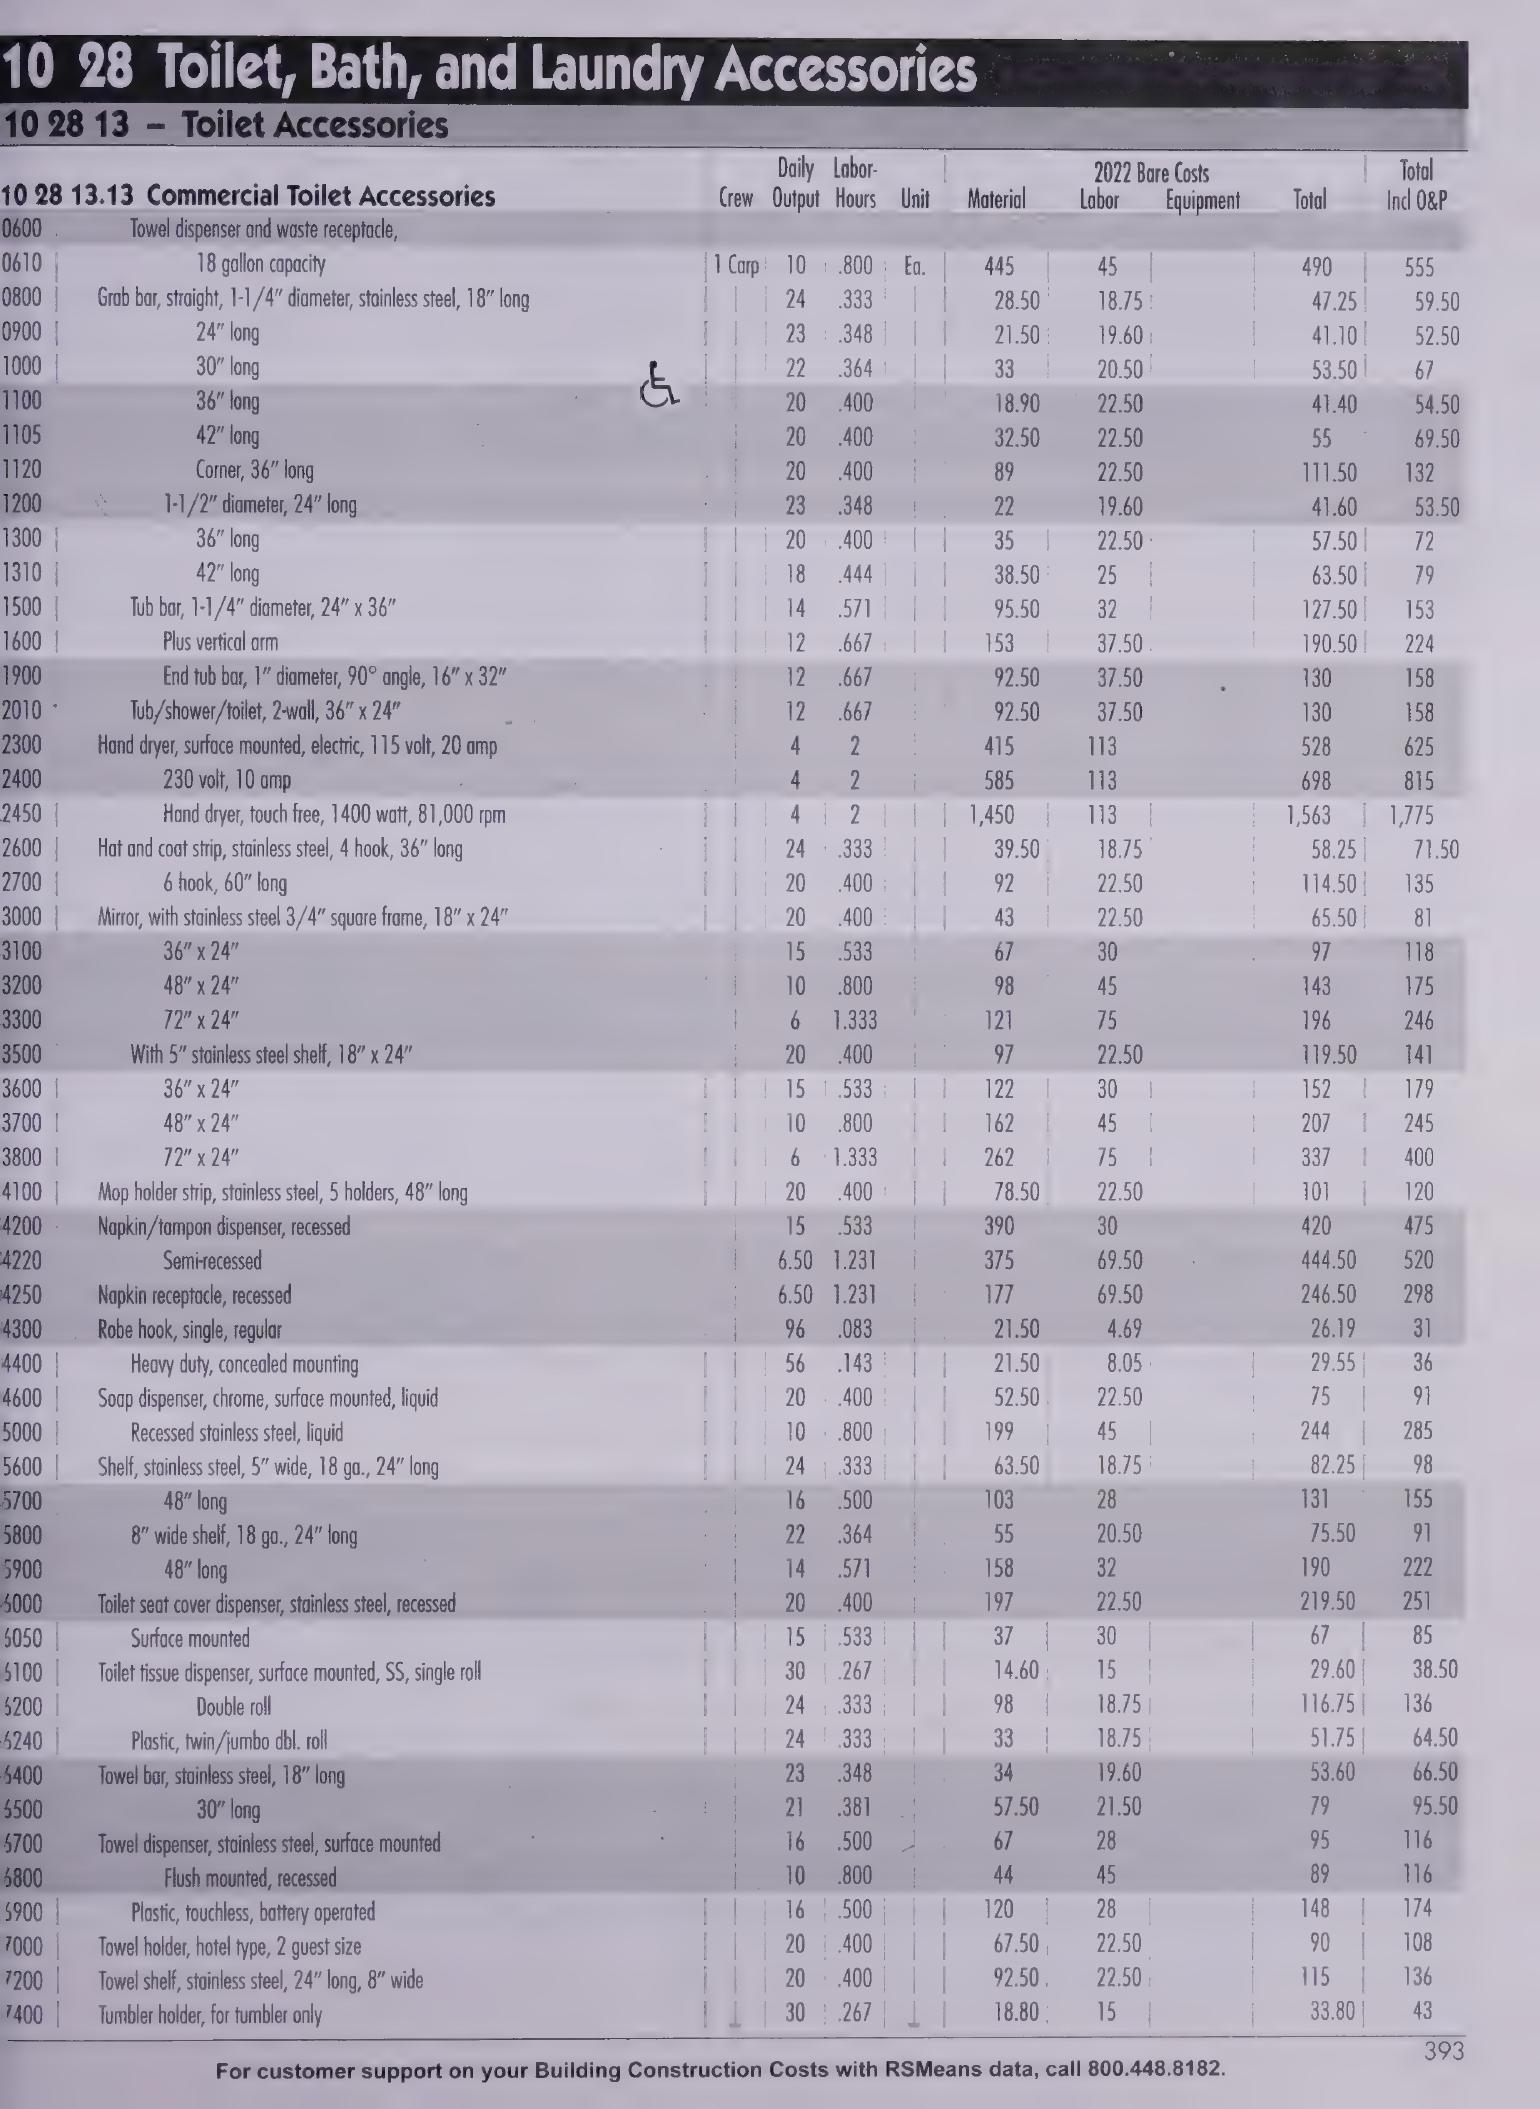 10 28 Toilet, Bath, and Laundry Accessories
10 28 13 – Toilet Accessories
Daily Labor- 2022 Bare Costs Total
10 28 13.13 Commercial Toilet Accessories Crew Output Hours Unit Material Labor Equipment Total Incl O&P
0600 Towel dispenser and waste receptacle,
0610 18 gallon capacity 1 Carp 10 .800 Ea. 445 45 490 555
0800 Grab bar, straight, 1-1/4" diameter, stainless steel, 18" long 24 .333 28.50 18.75 47.25 59.50
0900 24" long 23 .348 21.50 19.60 41.10 52.50
1000 30" long 22 .364 33 20.50 53.50 67
1100 36" long 20 .400 18.90 22.50 41.40 54.50
1105 42" long 20 .400 32.50 22.50 55 69.50
1120 Corner, 36" long 20 .400 89 22.50 111.50 132
1200 1-1/2" diameter, 24" long 23 .348 22 19.60 41.60 53.50
1300 36" long 20 .400 35 22.50 57.50 72
1310 42" long 18 .444 38.50 25 63.50 79
1500 Tub bar, 1-1/4" diameter, 24" x 36" 14 .571 95.50 32 127.50 153
1600 Plus vertical arm 12 .667 153 37.50 190.50 224
1900 End tub bar, 1" diameter, 90° angle, 16" x 32" 12 .667 92.50 37.50 130 158
2010 Tub/shower/toilet, 2-wall, 36" x 24" 12 .667 92.50 37.50 130 158
2300 Hand dryer, surface mounted, electric, 115 volt, 20 amp 4 2 415 113 528 625
2400 230 volt, 10 amp 4 2 585 113 698 815
2450 Hand dryer, touch free, 1400 watt, 81,000 rpm 4 2 1,450 113 1,563 1,775
2600 Hat and coat strip, stainless steel, 4 hook, 36" long 24 .333 39.50 18.75 58.25 71.50
2700 6 hook, 60" long 20 .400 92 22.50 114.50 135
3000 Mirror, with stainless steel 3/4" square frame, 18" x 24" 20 .400 43 22.50 65.50 81
3100 36" x 24" 15 .533 67 30 97 118
3200 48" x 24" 10 .800 98 45 143 175
3300 72" x 24" 6 1.333 121 75 196 246
3500 With 5" stainless steel shelf, 18" x 24" 20 .400 97 22.50 119.50 141
3600 36" x 24" 15 .533 122 30 152 179
3700 48" x 24" 10 .800 162 45 207 245
3800 72" x 24" 6 1.333 262 75 337 400
4100 Mop holder strip, stainless steel, 5 holders, 48" long 20 .400 78.50 22.50 101 120
4200 Napkin/tampon dispenser, recessed 15 .533 390 30 420 475
4220 Semi-recessed 6.50 1.231 375 69.50 444.50 520
4250 Napkin receptacle, recessed 6.50 1.231 177 69.50 246.50 298
4300 Robe hook, single, regular 96 .083 21.50 4.69 26.19 31
4400 Heavy duty, concealed mounting 56 .143 21.50 8.05 29.55 36
4600 Soap dispenser, chrome, surface mounted, liquid 20 .400 52.50 22.50 75 91
5000 Recessed stainless steel, liquid 10 .800 199 45 244 285
5600 Shelf, stainless steel, 5" wide, 18 ga., 24" long 24 .333 63.50 18.75 82.25 98
5700 48" long 16 .500 103 28 131 155
5800 8" wide shelf, 18 ga., 24" long 22 .364 55 20.50 75.50 91
5900 48" long 14 .571 158 32 190 222
6000 Toilet seat cover dispenser, stainless steel, recessed 20 .400 197 22.50 219.50 251
6050 Surface mounted 15 .533 37 30 67 85
6100 Toilet tissue dispenser, surface mounted, SS, single roll 30 .267 14.60 15 29.60 38.50
6200 Double roll 24 .333 98 18.75 116.75 136
6240 Plastic, twin/jumbo dbl. roll 24 .333 33 18.75 51.75 64.50
6400 Towel bar, stainless steel, 18" long 23 .348 34 19.60 53.60 66.50
6500 30" long 21 .381 57.50 21.50 79 95.50
6700 Towel dispenser, stainless steel, surface mounted 16 .500 67 28 95 116
6800 Flush mounted, recessed 10 .800 44 45 89 116
6900 Plastic, touchless, battery operated 16 .500 120 28 148 174
7000 Towel holder, hotel type, 2 guest size 20 .400 67.50 22.50 90 108
7200 Towel shelf, stainless steel, 24" long, 8" wide 20 .400 92.50 22.50 115 136
7400 Tumbler holder, for tumbler only 30 .267 18.80 15 33.80 43
393
For customer support on your Building Construction Costs with RSMeans data, call 800.448.8182.